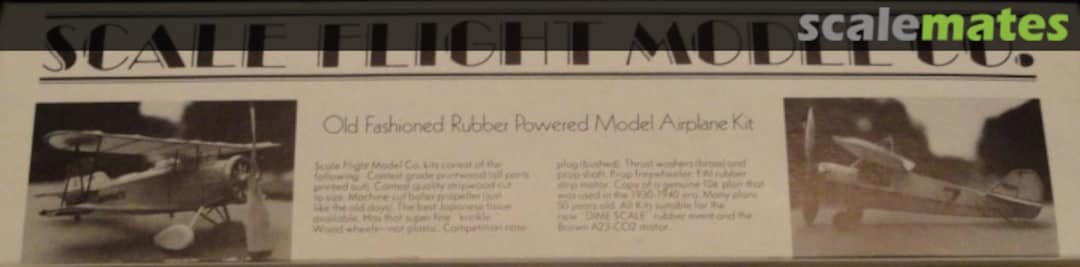 scalemates
SCALE FLIGHT MODEL CO.
Old Fashioned Rubber Powered Model Airplane Kit
Scale Flight Model Co. kits consist of the
following: Contest grade printwood (all parts
printed out). Contest quality stripwood cut
to size. Machine cut balsa propeller (just
like the old days). The best Japanese tissue
available. Has that super fine krinkle.
Wood wheels—not plastic. Competition nose
plug (bushed). Thrust washers (brass) and
prop shaft. Prop freewheeler. FAI rubber
strip motor. Copy of a genuine 10¢ plan that
was used in the 1930-1940 era. Many plans
50 years old. All Kits suitable for the
new "DIME SCALE" rubber event and the
Brown A23 CO2 motor.